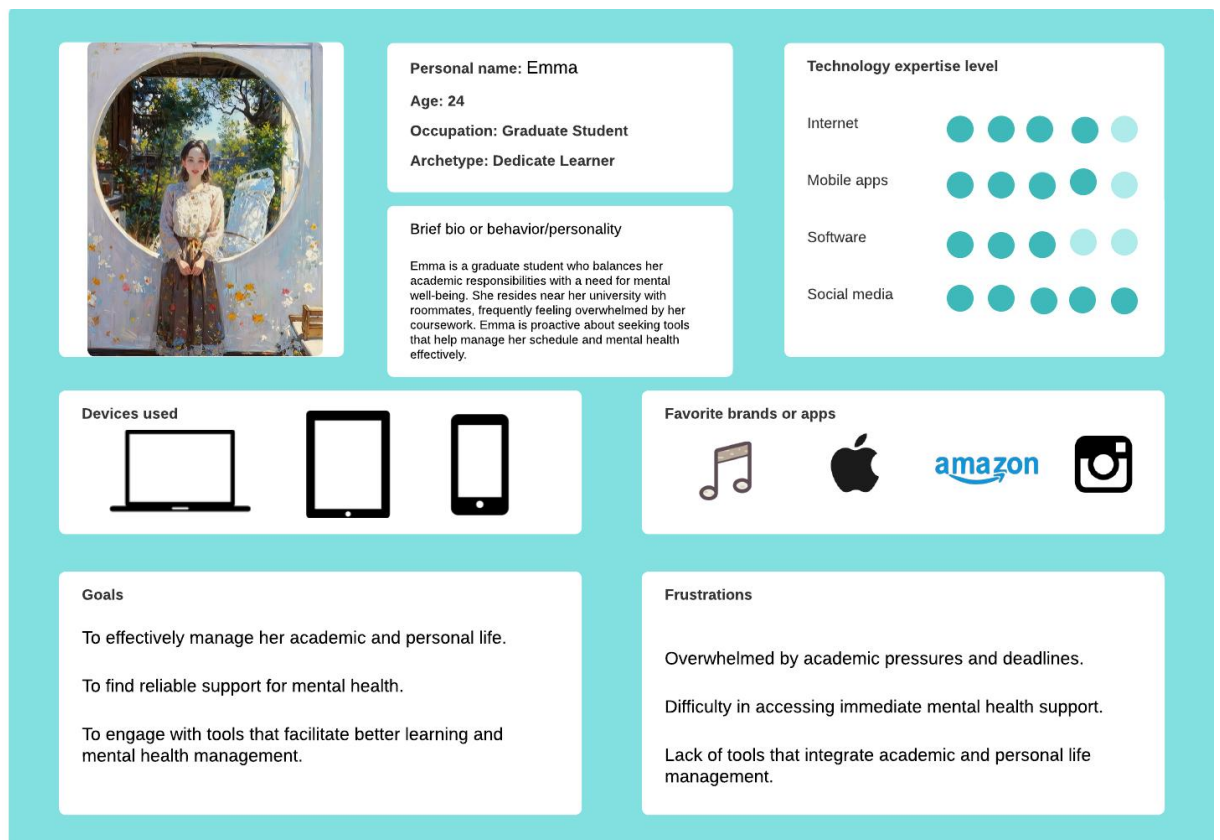 Personal name: Emma
Age: 24
Occupation: Graduate Student
Archetype: Dedicate Learner
Brief bio or behavior/personality
Emma is a graduate student who balances her
academic responsibilities with a need for mental
well-being. She resides near her university with
roommates, frequently feeling overwhelmed by her
coursework. Emma is proactive about seeking tools
that help manage her schedule and mental health
effectively.
Technology expertise level
Internet
Mobile apps
Software
Social media
Devices used
Favorite brands or apps
amazon
Goals
To effectively manage her academic and personal life.
To find reliable support for mental health.
To engage with tools that facilitate better learning and
mental health management.
Frustrations
Overwhelmed by academic pressures and deadlines.
Difficulty in accessing immediate mental health support.
Lack of tools that integrate academic and personal life
management.